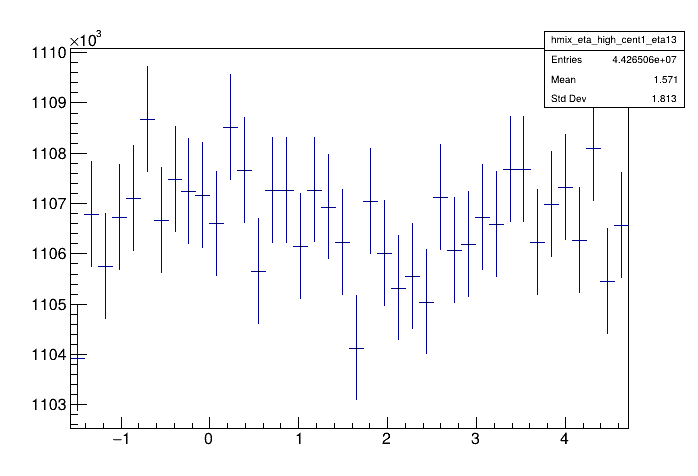 ×10³
hmix_eta_high_cent1_eta13
Entries 4.426506e+07
Mean 1.571
Std Dev 1.813
1110
1109
1108
1107
1106
1105
1104
1103
−1 0 1 2 3 4